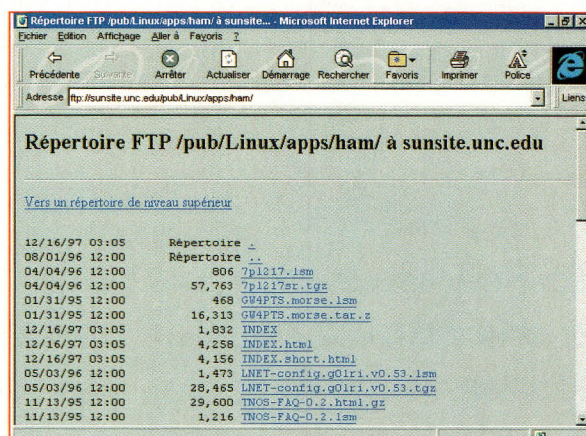 Répertoire FTP /pub/Linux/apps/ham/ à sunsite... - Microsoft Internet Explorer
Fichier Edition Affichage Aller à Favoris ?
Précédente Suivante Arrêter Actualiser Démarrage Rechercher Favoris Imprimer Police
Adresse ftp://sunsite.unc.edu/pub/Linux/apps/ham/ Liens
Répertoire FTP /pub/Linux/apps/ham/ à sunsite.unc.edu
Vers un répertoire de niveau supérieur
12/16/97 03:05 Répertoire .
08/01/96 12:00 Répertoire ..
04/04/96 12:00 806 7pl217.lsm
04/04/96 12:00 57,763 7pl217sr.tgz
01/31/95 12:00 468 GW4PTS.morse.lsm
01/31/95 12:00 16,313 GW4PTS.morse.tar.z
12/16/97 03:05 1,832 INDEX
12/16/97 03:05 4,258 INDEX.html
12/16/97 03:05 4,156 INDEX.short.html
05/03/96 12:00 1,473 LNET-config.g0lri.v0.53.lsm
05/03/96 12:00 28,465 LNET-config.g0lri.v0.53.tgz
11/13/95 12:00 29,600 TNOS-FAQ-0.2.html.gz
11/13/95 12:00 1,216 TNOS-FAQ-0.2.lsm